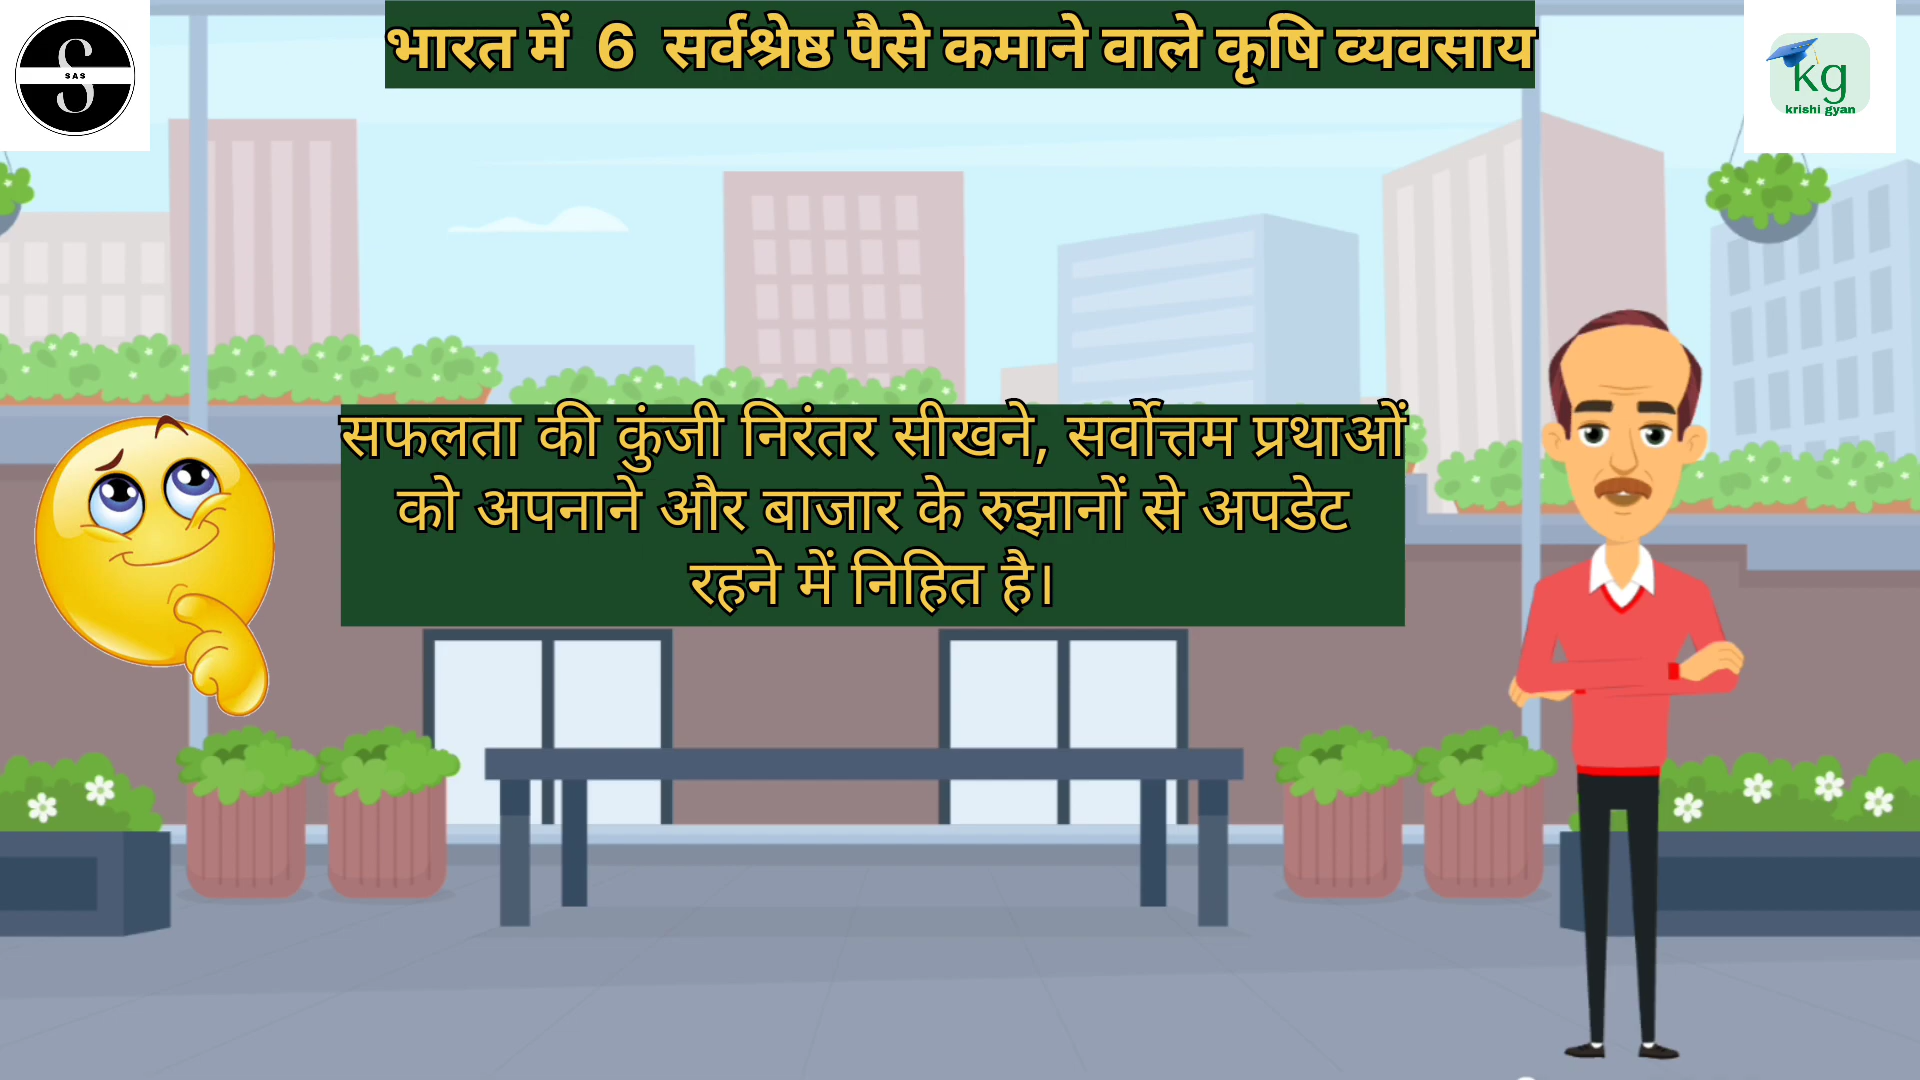 भारत में 6 सर्वश्रेष्ठ पैसे कमाने वाले कृषि व्यवसाय
S
SAS
kg
krishi gyan
सफलता की कुंजी निरंतर सीखने, सर्वोत्तम प्रथाओं
को अपनाने और बाजार के रुझानों से अपडेट
रहने में निहित है।